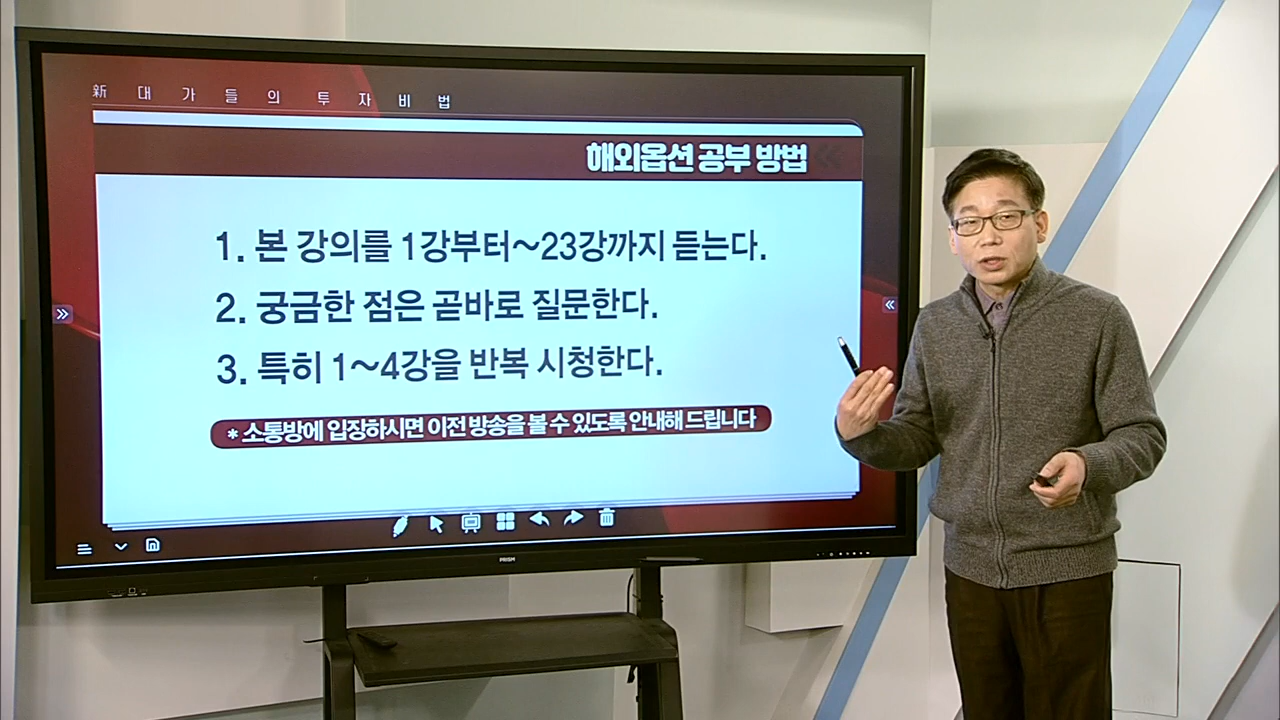 新 대 가 들 의 투 자 비 법
해외옵션 공부 방법
1. 본 강의를 1강부터~23강까지 듣는다.
2. 궁금한 점은 곧바로 질문한다.
3. 특히 1~4강을 반복 시청한다.
* 소통방에 입장하시면 이전 방송을 볼 수 있도록 안내해 드립니다
PRISM